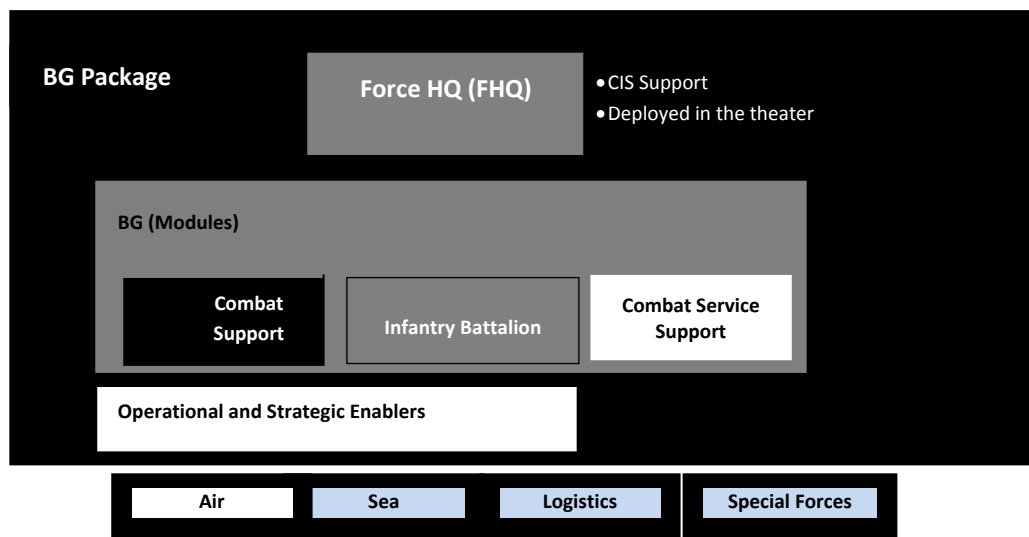 BG Package
Force HQ (FHQ)
•CIS Support
•Deployed in the theater
BG (Modules)
Combat
Support
Infantry Battalion
Combat Service
Support
Operational and Strategic Enablers
Air
Sea
Logistics
Special Forces